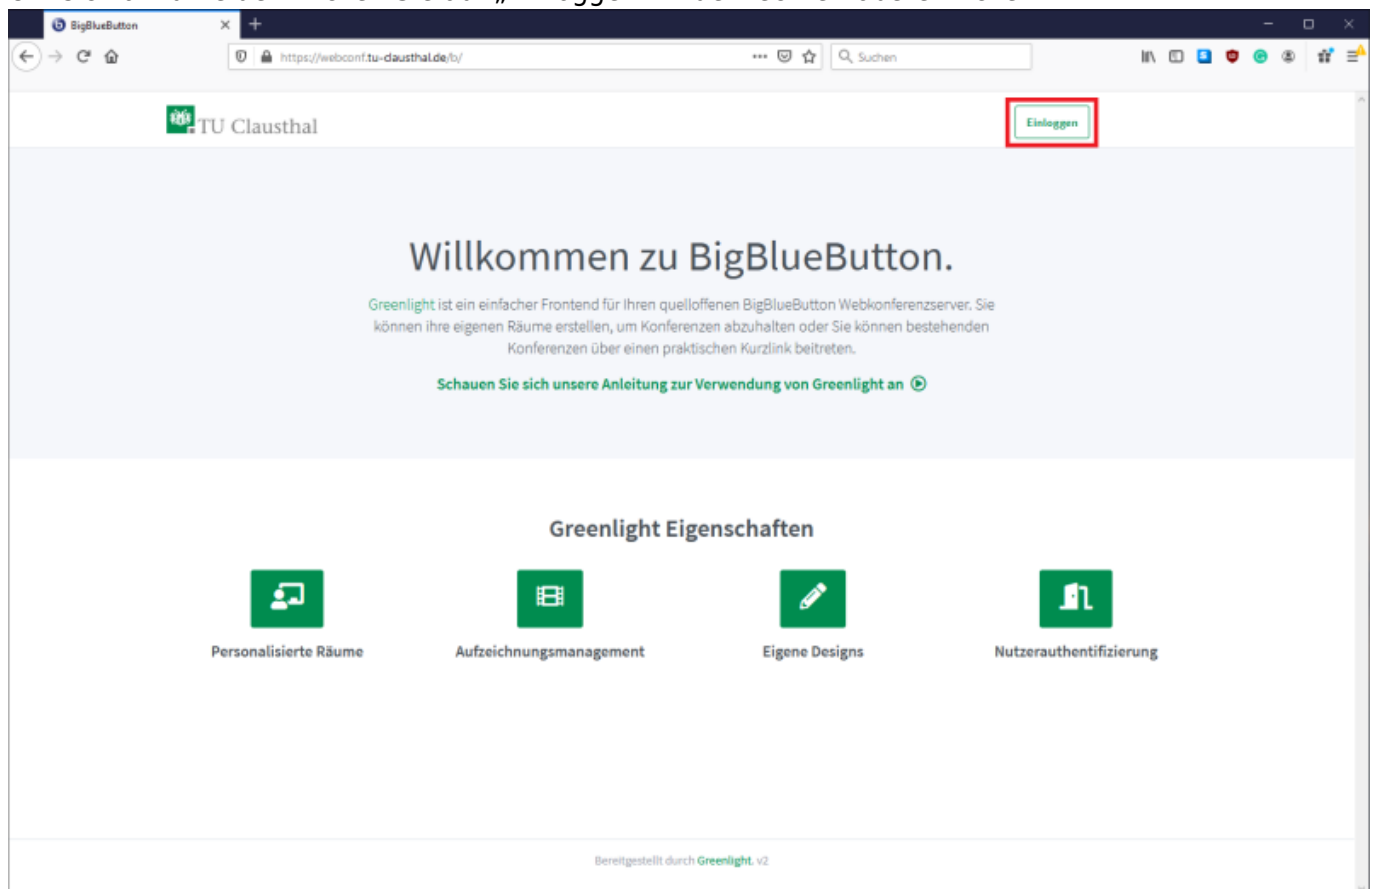 BigBlueButton
https://webconf.tu-clausthal.de/b/
Suchen
TU Clausthal
Einloggen
Willkommen zu BigBlueButton.
Greenlight ist ein einfacher Frontend für Ihren quelloffenen BigBlueButton Webkonferenzserver. Sie
können ihre eigenen Räume erstellen, um Konferenzen abzuhalten oder Sie können bestehenden
Konferenzen über einen praktischen Kurzlink beitreten.
Schauen Sie sich unsere Anleitung zur Verwendung von Greenlight an
Greenlight Eigenschaften
Personalisierte Räume
Aufzeichnungsmanagement
Eigene Designs
Nutzerauthentifizierung
Bereitgestellt durch Greenlight. v2